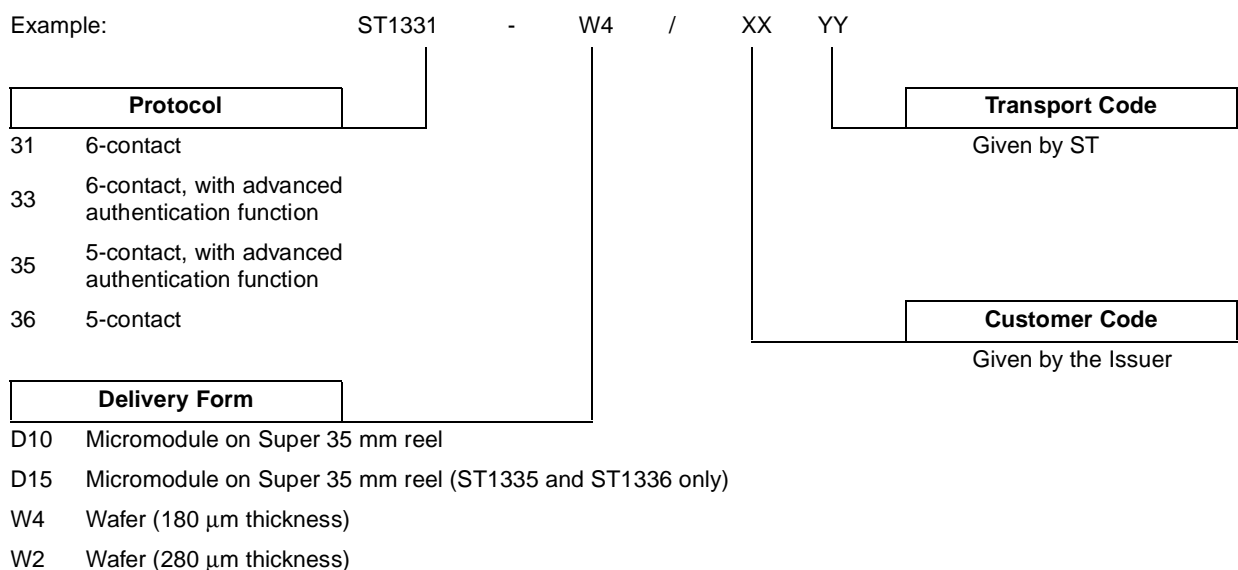 Example: ST1331 - W4 / XX YY
Protocol
31 6-contact
33 6-contact, with advanced
authentication function
35 5-contact, with advanced
authentication function
36 5-contact
Transport Code
Given by ST
Customer Code
Given by the Issuer
Delivery Form
D10 Micromodule on Super 35 mm reel
D15 Micromodule on Super 35 mm reel (ST1335 and ST1336 only)
W4 Wafer (180 μm thickness)
W2 Wafer (280 μm thickness)